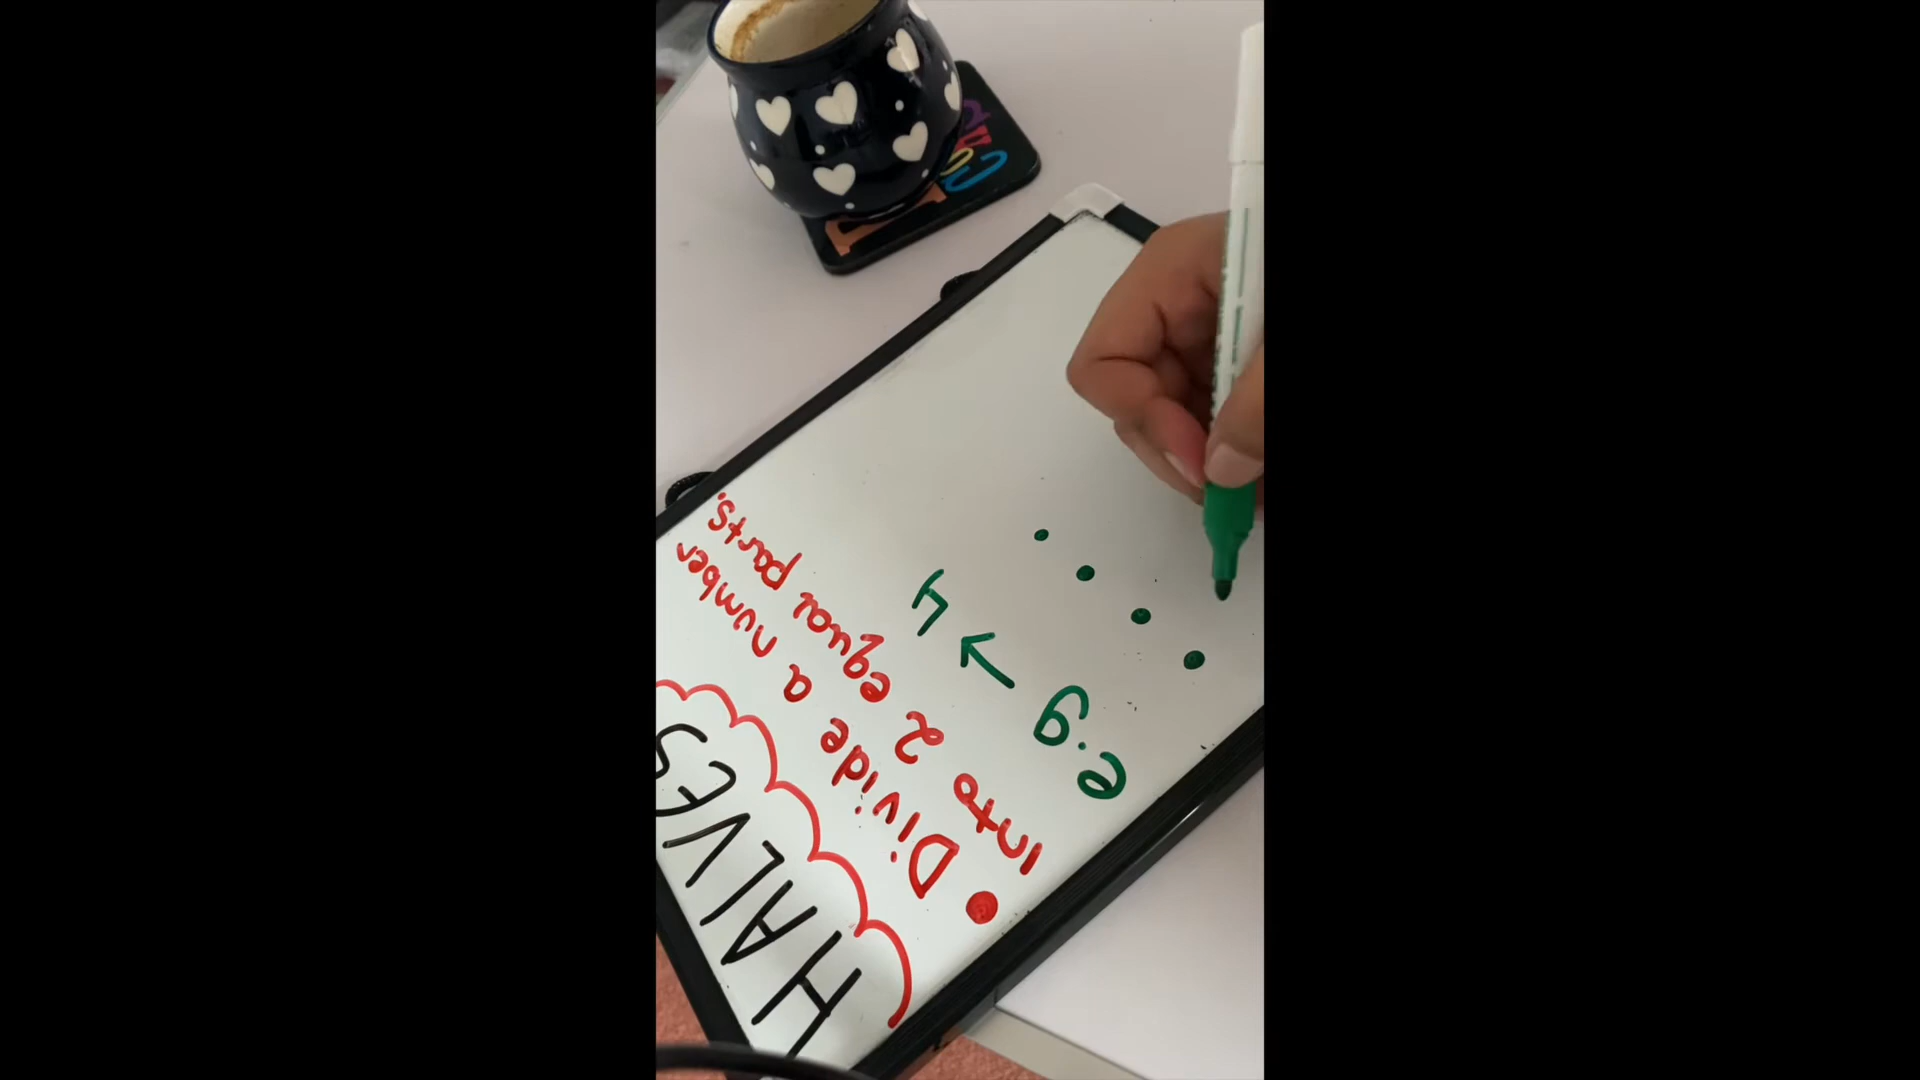 HALVES
• Divide a number
into 2 equal parts.
e.g → 4